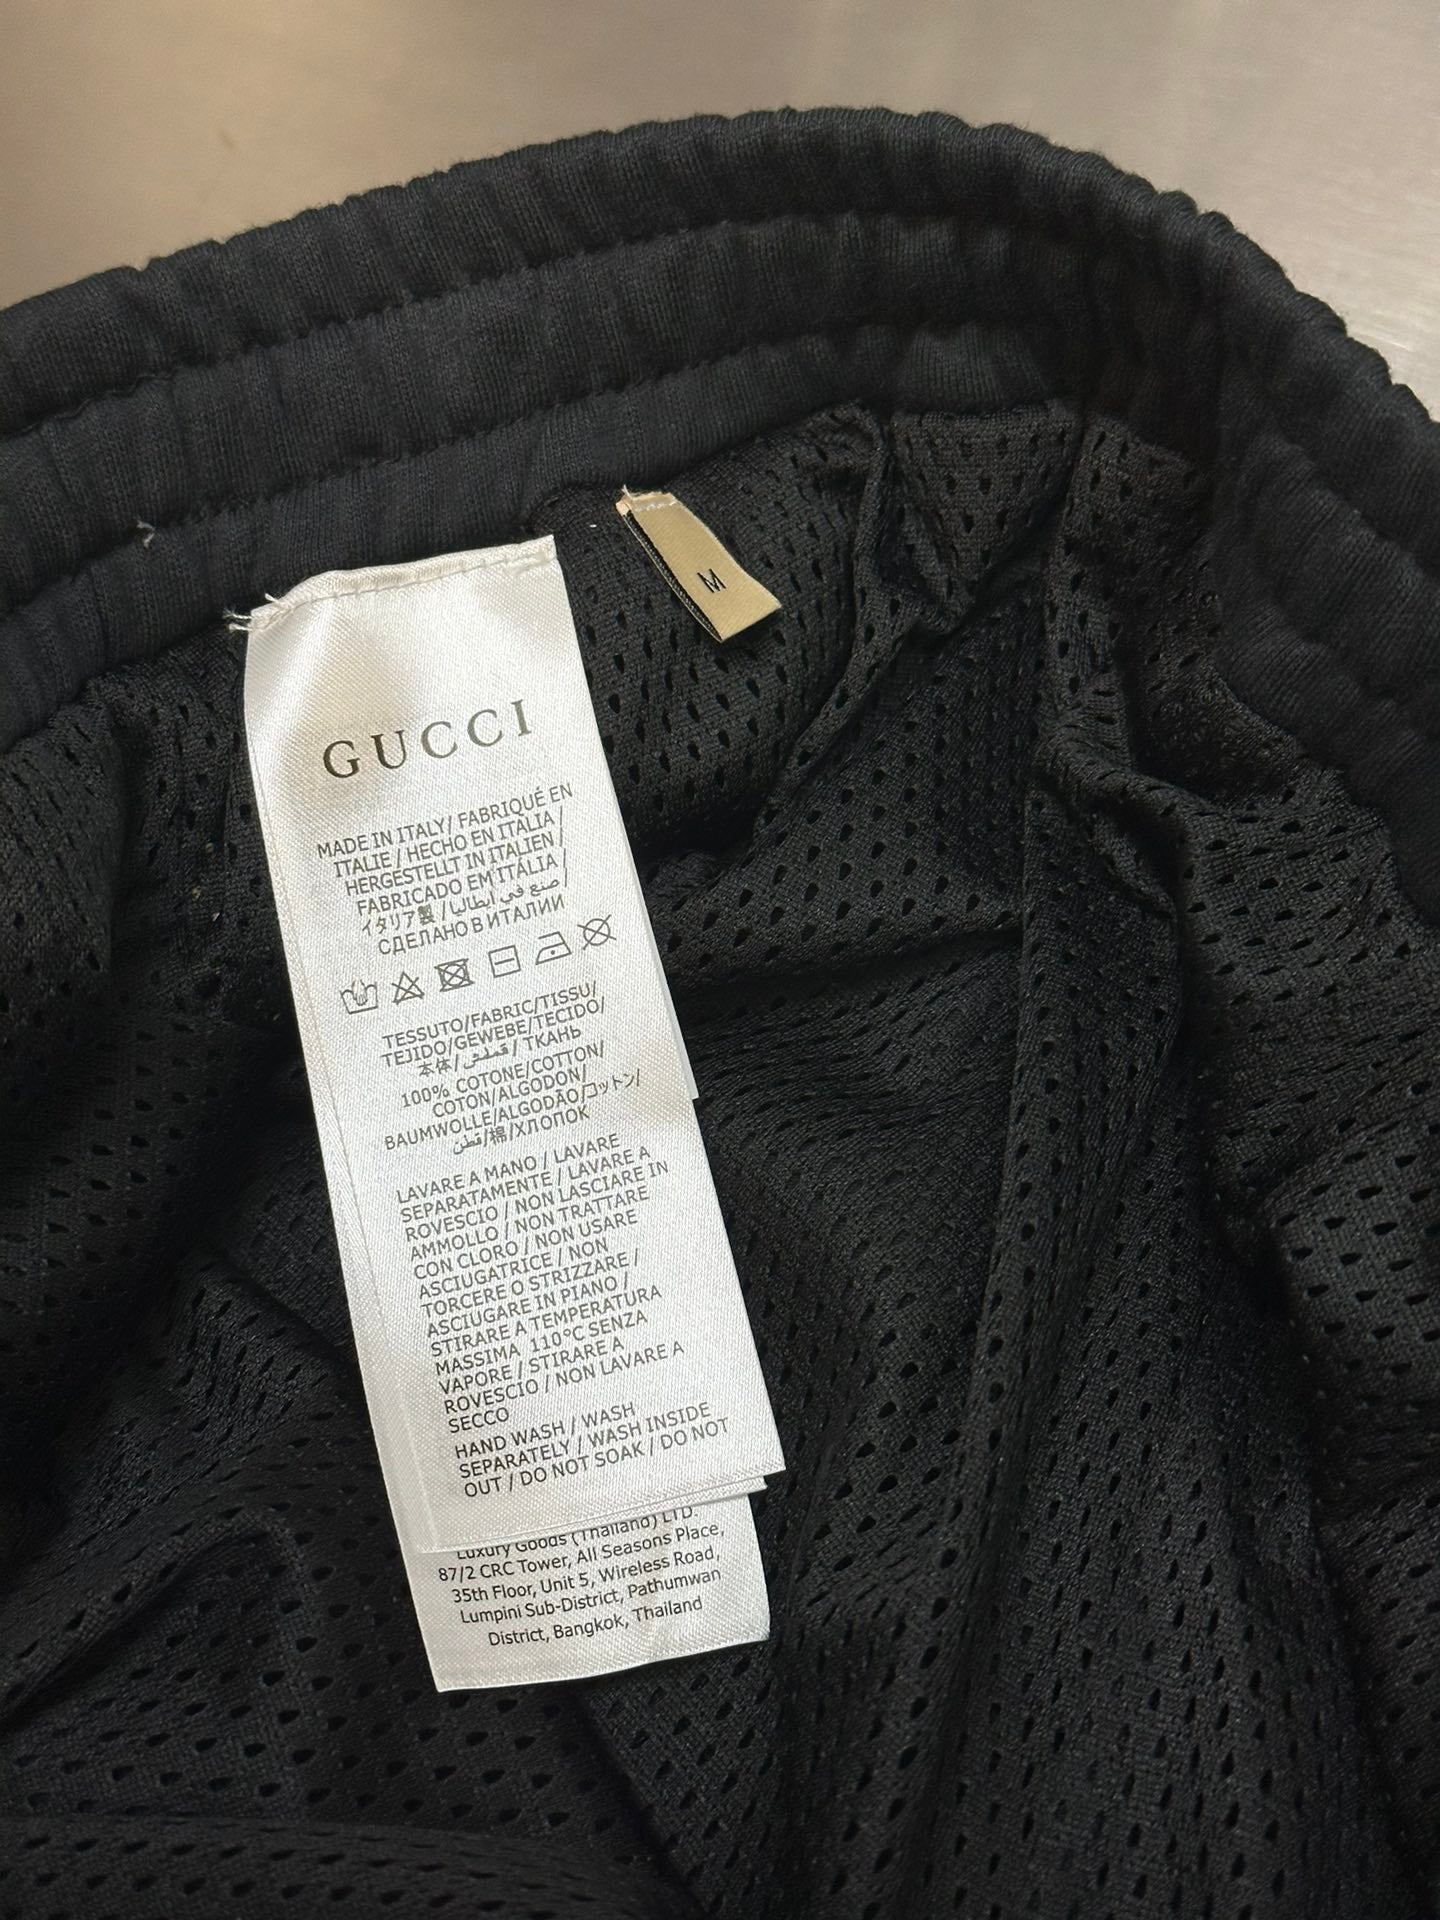 M
GUCCI
MADE IN ITALY/ FABRIQUÉ EN
ITALIE / HECHO EN ITALIA /
HERGESTELLT IN ITALIEN /
FABRICADO EM ITÁLIA /
イタリア製 / صنع في إيطاليا /
СДЕЛАНО В ИТАЛИИ
TESSUTO/FABRIC/TISSU/
TEJIDO/GEWEBE/TECIDO/
本体/قماش/ ТКАНЬ
100% COTONE/COTTON/
COTON/ALGODON/
BAUMWOLLE/ALGODÃO/コットン/
قطن/棉/ХЛОПОК
LAVARE A MANO / LAVARE
SEPARATAMENTE / LAVARE A
ROVESCIO / NON LASCIARE IN
AMMOLLO / NON TRATTARE
CON CLORO / NON USARE
ASCIUGATRICE / NON
TORCERE O STRIZZARE /
ASCIUGARE IN PIANO /
STIRARE A TEMPERATURA
MASSIMA 110°C SENZA
VAPORE / STIRARE A
ROVESCIO / NON LAVARE A
SECCO
HAND WASH / WASH
SEPARATELY / WASH INSIDE
OUT / DO NOT SOAK / DO NOT
Luxury Goods (Thailand) LTD.
87/2 CRC Tower, All Seasons Place,
35th Floor, Unit 5, Wireless Road,
Lumpini Sub-District, Pathumwan
District, Bangkok, Thailand